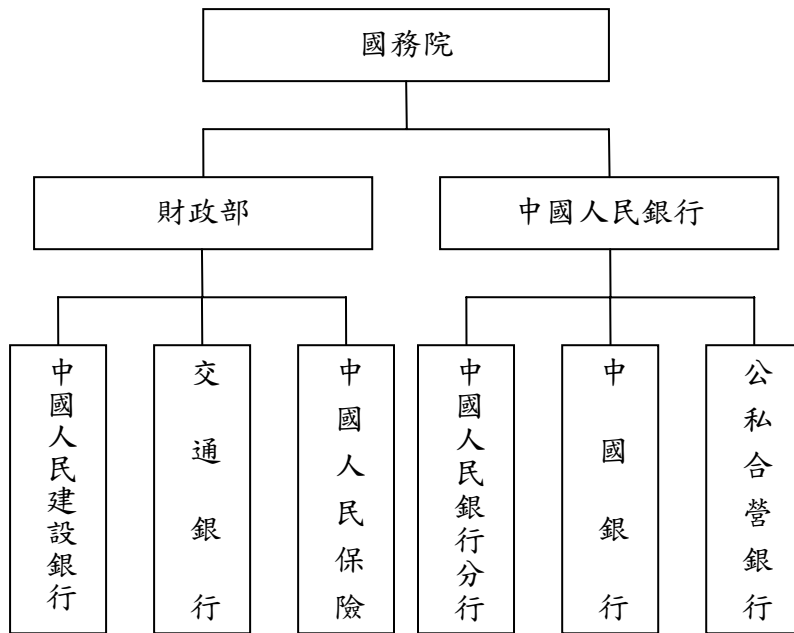 國務院
財政部
中國人民銀行
中國人民建設銀行
交通銀行
中國人民保險
中國人民銀行分行
中國銀行
公私合營銀行